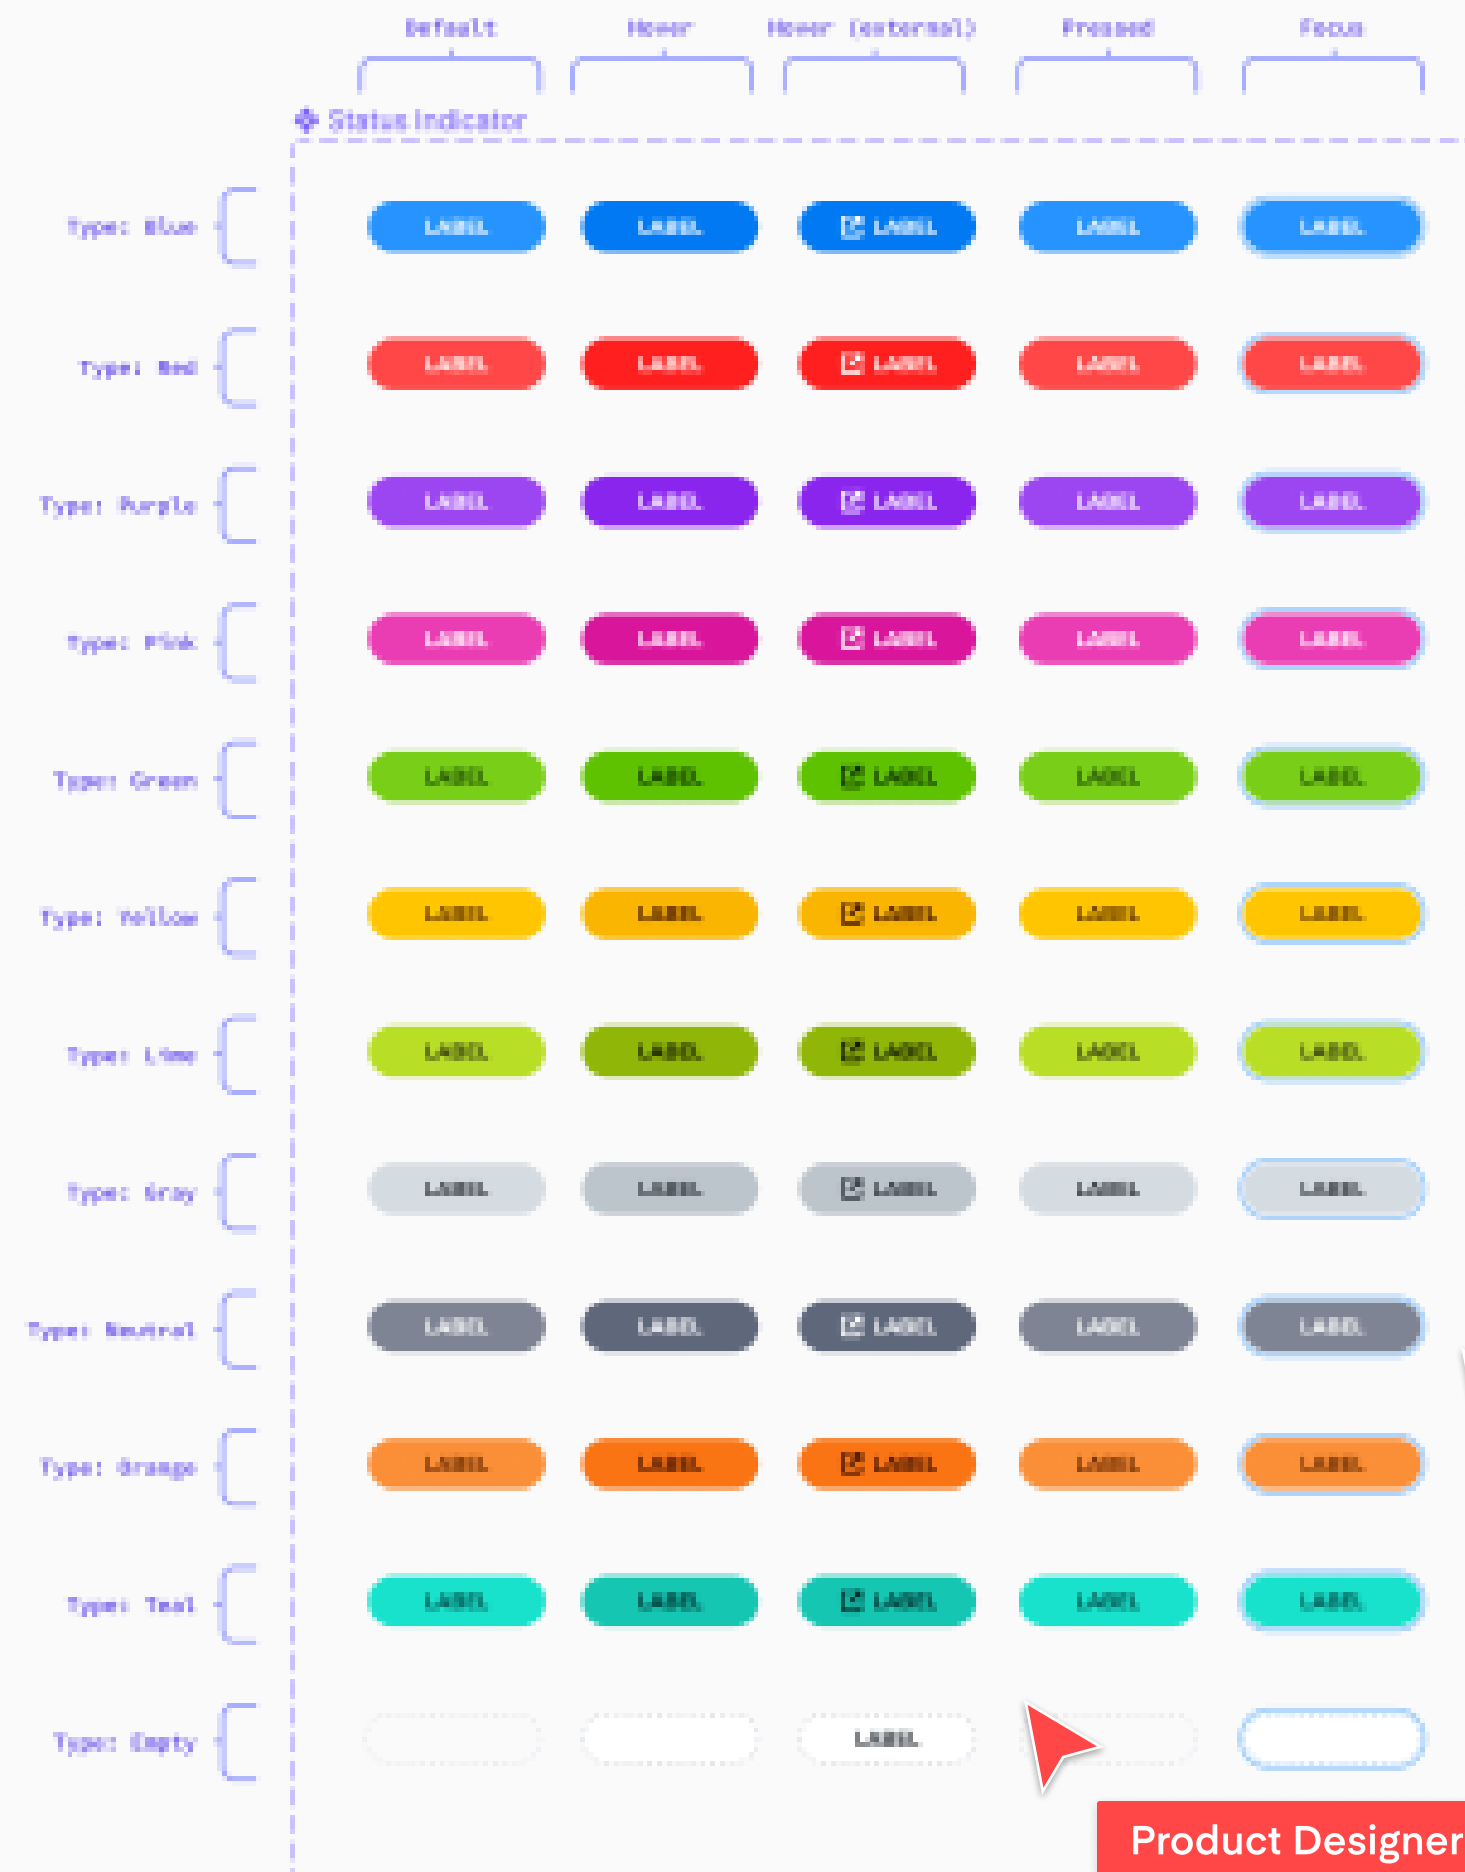 Default Hover Hover (external) Pressed Focus
Status Indicator
Type: Blue LABEL LABEL LABEL LABEL LABEL
Type: Red LABEL LABEL LABEL LABEL LABEL
Type: Purple LABEL LABEL LABEL LABEL LABEL
Type: Pink LABEL LABEL LABEL LABEL LABEL
Type: Green LABEL LABEL LABEL LABEL LABEL
Type: Yellow LABEL LABEL LABEL LABEL LABEL
Type: Lime LABEL LABEL LABEL LABEL LABEL
Type: Gray LABEL LABEL LABEL LABEL LABEL
Type: Neutral LABEL LABEL LABEL LABEL LABEL
Type: Orange LABEL LABEL LABEL LABEL LABEL
Type: Teal LABEL LABEL LABEL LABEL LABEL
Type: Empty LABEL
Product Designer